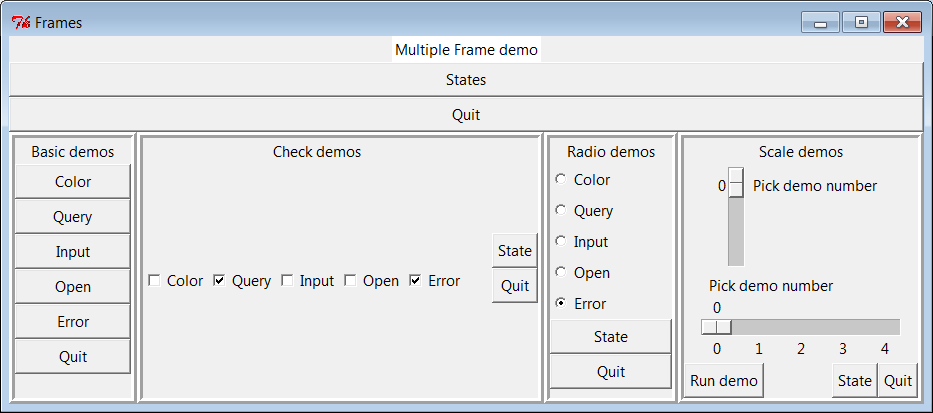 Frames
Multiple Frame demo
States
Quit
Basic demos
Color
Query
Input
Open
Error
Quit
Check demos
Color Query Input Open Error
State
Quit
Radio demos
Color
Query
Input
Open
Error
State
Quit
Scale demos
0 Pick demo number
Pick demo number
0
0 1 2 3 4
Run demo State Quit